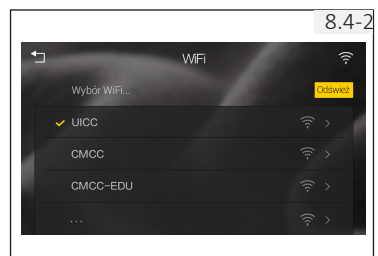 8.4-2
WiFi
Wybór WiFi...
Odśwież
UICC
CMCC
CMCC-EDU
...